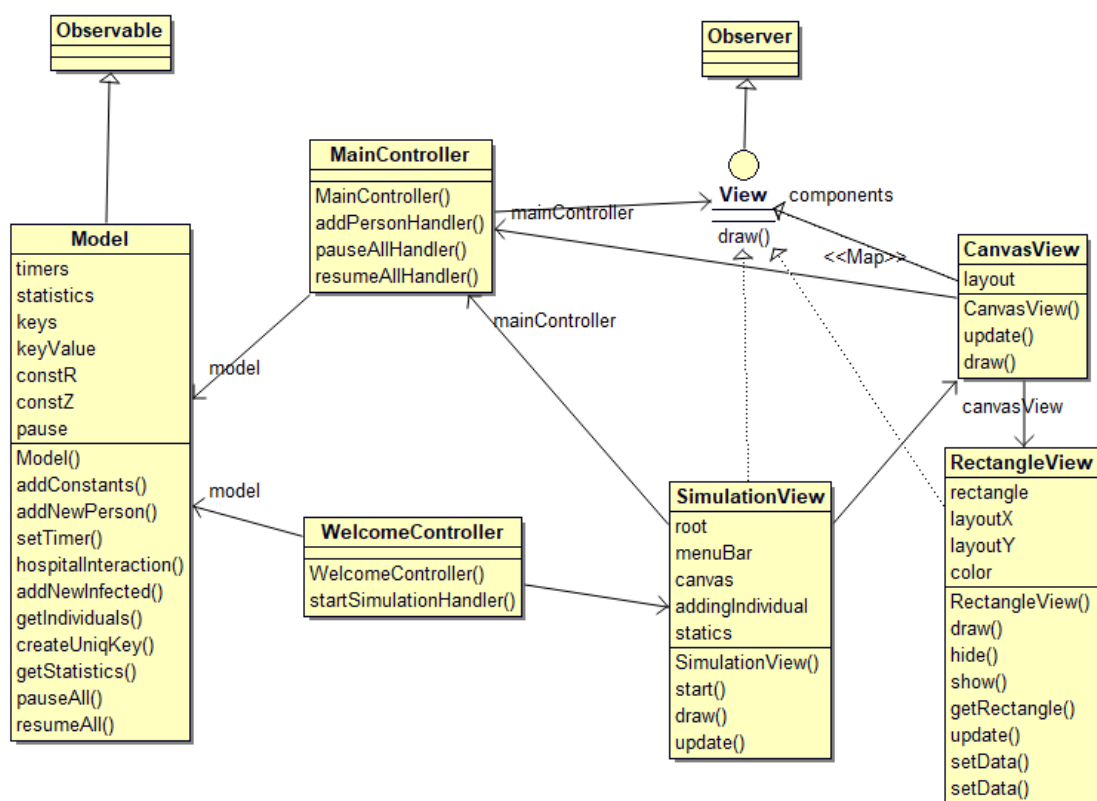 Observable
Observer
MainController
MainController()
addPersonHandler()
pauseAllHandler()
resumeAllHandler()
mainController
View
draw()
components
<<Map>>
CanvasView
layout
CanvasView()
update()
draw()
Model
timers
statistics
keys
keyValue
constR
constZ
pause
Model()
addConstants()
addNewPerson()
setTimer()
hospitalInteraction()
addNewInfected()
getIndividuals()
createUniqKey()
getStatistics()
pauseAll()
resumeAll()
model
mainController
canvasView
model
WelcomeController
WelcomeController()
startSimulationHandler()
SimulationView
root
menuBar
canvas
addingIndividual
statics
SimulationView()
start()
draw()
update()
RectangleView
rectangle
layoutX
layoutY
color
RectangleView()
draw()
hide()
show()
getRectangle()
update()
setData()
setData()